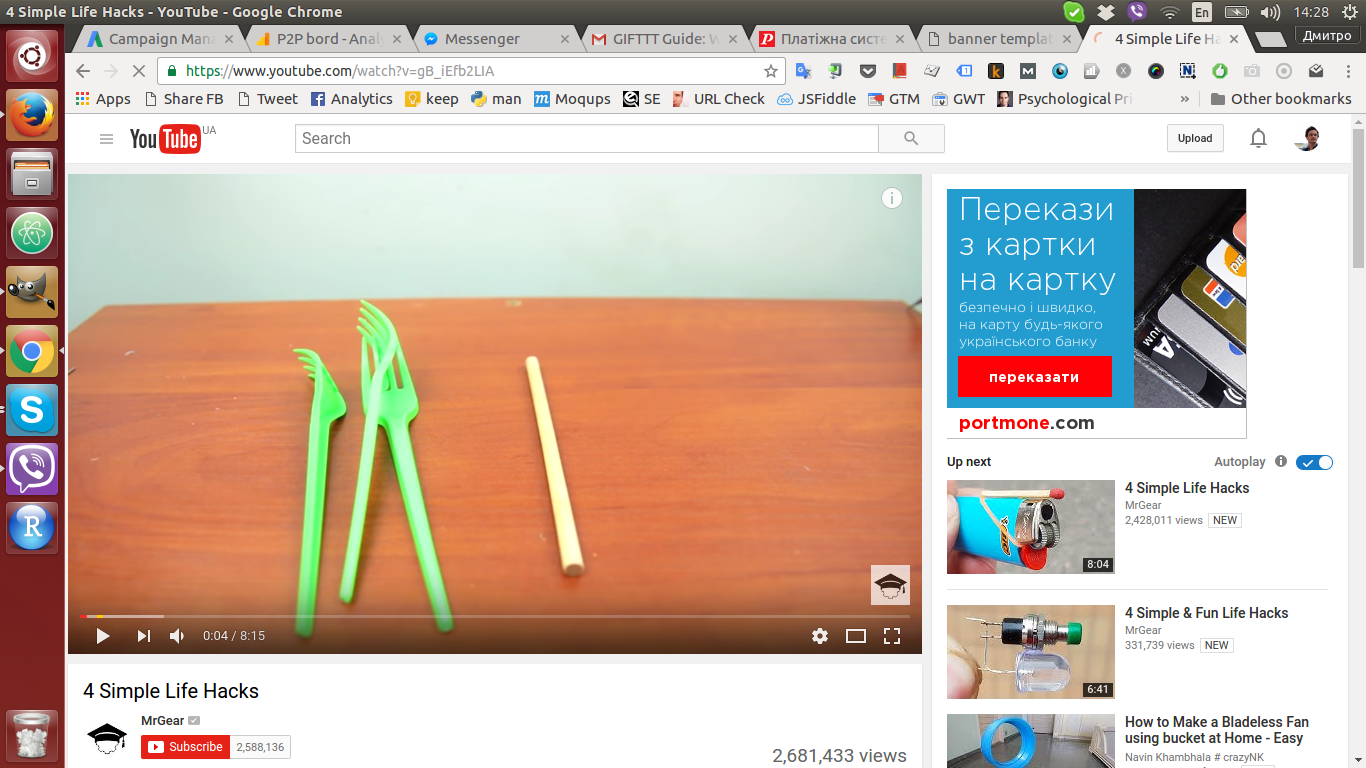 4 Simple Life Hacks - YouTube - Google Chrome
En
14:28
Campaign Mana
P2P bord - Analy
Messenger
GIFTTT Guide: W
Платіжна систе
banner templat
4 Simple Life Ha
Дмитро
https://www.youtube.com/watch?v=gB_iEfb2LIA
Apps
Share FB
Tweet
Analytics
keep
man
Moqups
SE
URL Check
JSFiddle
GTM
GWT
Psychological Pri
»
Other bookmarks
YouTube UA
Search
Upload
Перекази
з картки
на картку
безпечно і швидко,
на карту будь-якого
українського банку
переказати
portmone.com
0:04 / 8:15
Up next
Autoplay
4 Simple Life Hacks
MrGear
2,428,011 views NEW
8:04
4 Simple & Fun Life Hacks
MrGear
331,739 views NEW
6:41
How to Make a Bladeless Fan
using bucket at Home - Easy
Navin Khambhala # crazyNK
4 Simple Life Hacks
MrGear
Subscribe 2,588,136
2,681,433 views